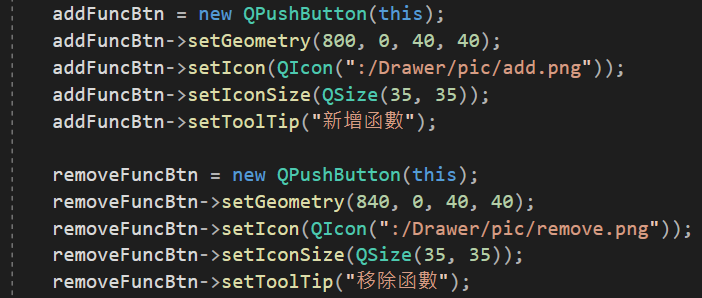 addFuncBtn = new QPushButton(this);
addFuncBtn->setGeometry(800, 0, 40, 40);
addFuncBtn->setIcon(QIcon(":/Drawer/pic/add.png"));
addFuncBtn->setIconSize(QSize(35, 35));
addFuncBtn->setToolTip("新增函數");

removeFuncBtn = new QPushButton(this);
removeFuncBtn->setGeometry(840, 0, 40, 40);
removeFuncBtn->setIcon(QIcon(":/Drawer/pic/remove.png"));
removeFuncBtn->setIconSize(QSize(35, 35));
removeFuncBtn->setToolTip("移除函數");